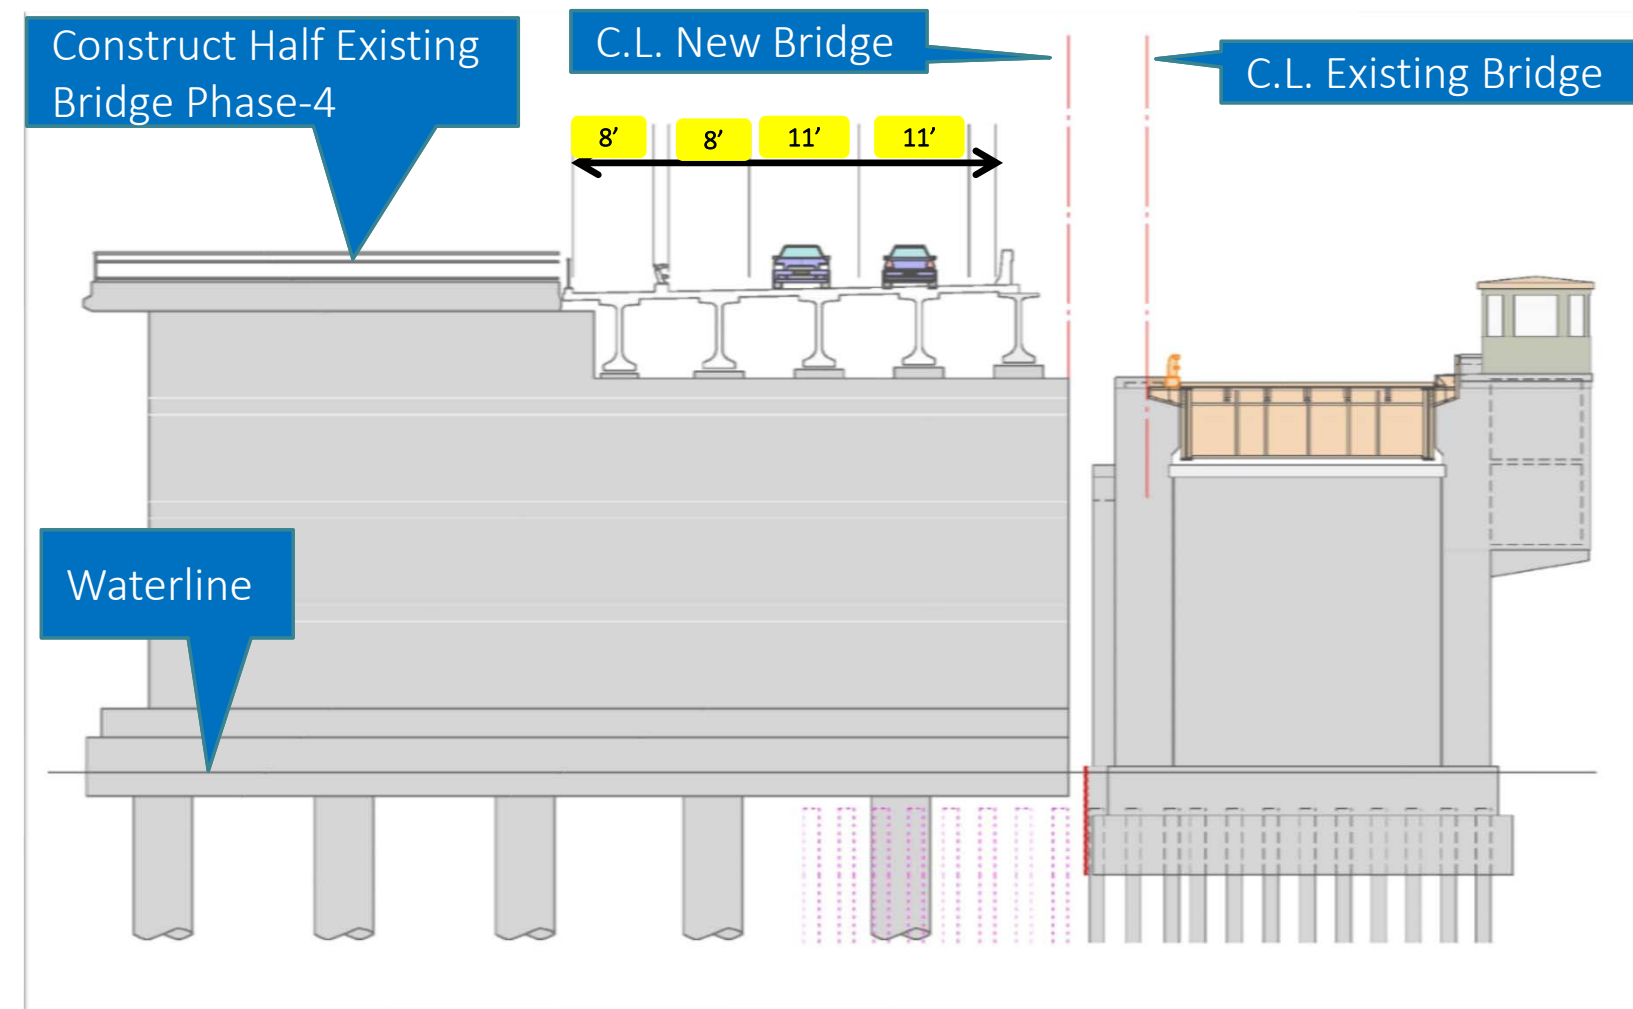 Construct Half Existing
Bridge Phase-4
C.L. New Bridge
C.L. Existing Bridge
8’ 8’ 11’ 11’
Waterline